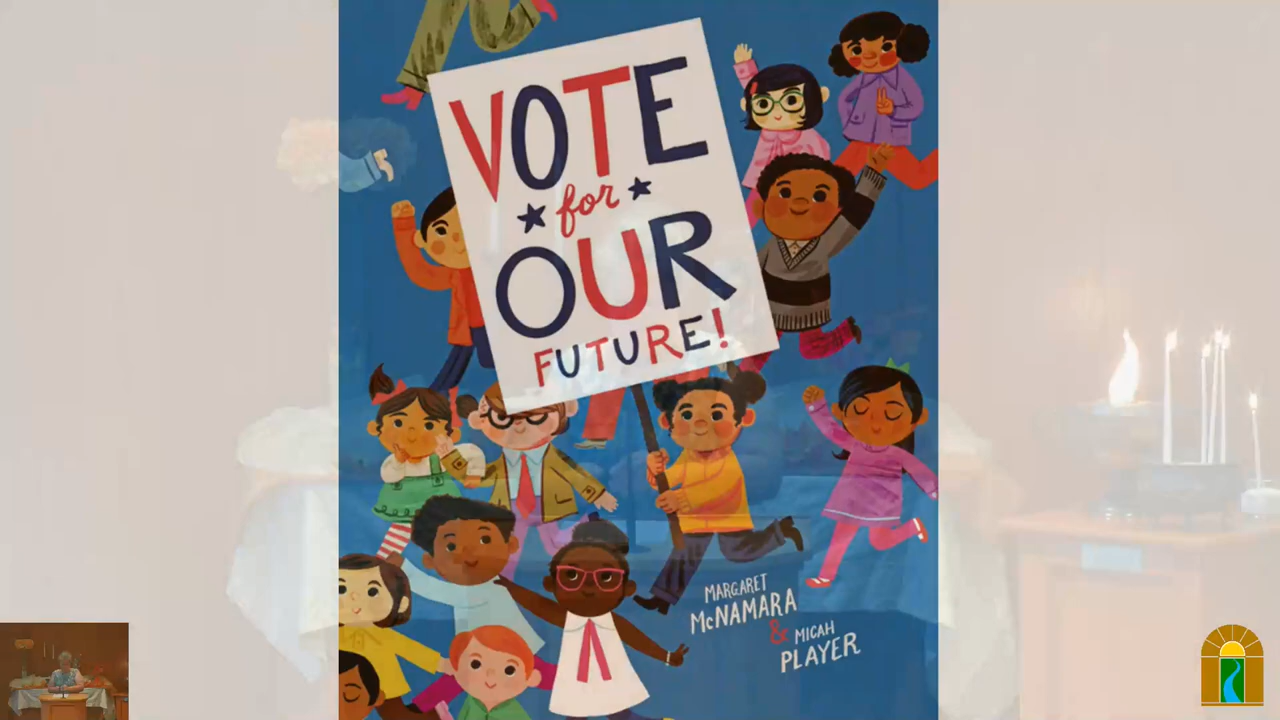 VOTE
for
OUR
FUTURE!
MARGARET
McNAMARA
& MICAH
PLAYER